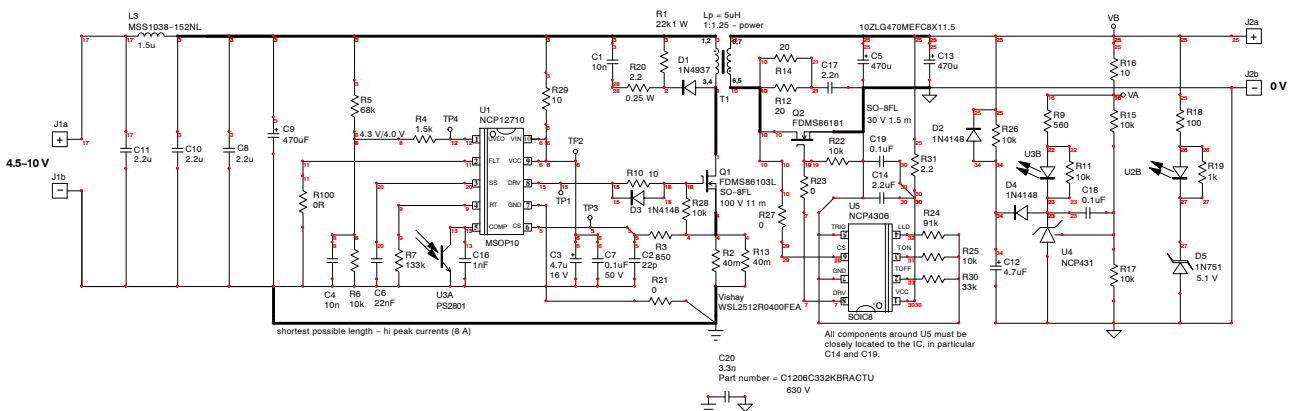 L3
MSS1038-152NL
1.5u
J1a
+
4.5–10 V
J1b
−
C11
2.2u
C10
2.2u
C8
2.2u
C9
470uF
R5
68k
4.3 V/4.0 V
R4
1.5k
TP4
R100
0R
C4
10n
R6
10k
C6
22nF
R7
133k
U3A
PS2801
C16
1nF
U1
NCP12710
UVLO
VIN
FLT
VCC
SS
DRV
RT
GND
COMP
CS
MSOP10
R29
10
TP2
TP1
TP3
C3
4.7u
16 V
C7
0.1uF
50 V
C2
22p
R3
850
R21
0
R10 10
D3 1N4148
R28
10k
Q1
FDMS86103L
SO-8FL
100 V 11 m
R2
40m
R13
40m
Vishay
WSL2512R0400FEA
shortest possible length – hi peak currents (8 A)
C1
10n
R1
22k1 W
R20
2.2
0.25 W
D1
1N4937
Lp = 5uH
1:1.25 – power
1,2
3,4
6,5
T1
20
R14
R12
20
C17
2.2n
C5
470u
10ZLG470MEFC8X11.5
C13
470u
Q2
FDMS86181
SO-8FL
30 V 1.5 m
R22
10k
C19
0.1uF
C14
2.2uF
R31
2.2
R23
0
R27
0
U5
NCP4306
TRIG
LLD
CS
TON
GND
TOFF
DRV
VCC
SOIC8
R24
91k
R25
10k
R30
33k
All components around U5 must be
closely located to the IC, in particular
C14 and C19.
D2
1N4148
R26
10k
D4
1N4148
C12
4.7uF
R9
560
U3B
R11
10k
C18
0.1uF
U4
NCP431
VB
R16
10
VA
R15
10k
R17
10k
R18
100
U2B
R19
1k
D5
1N751
5.1 V
J2a
+
J2b
−
0 V
C20
3.3n
Part number = C1206C332KBRACTU
630 V